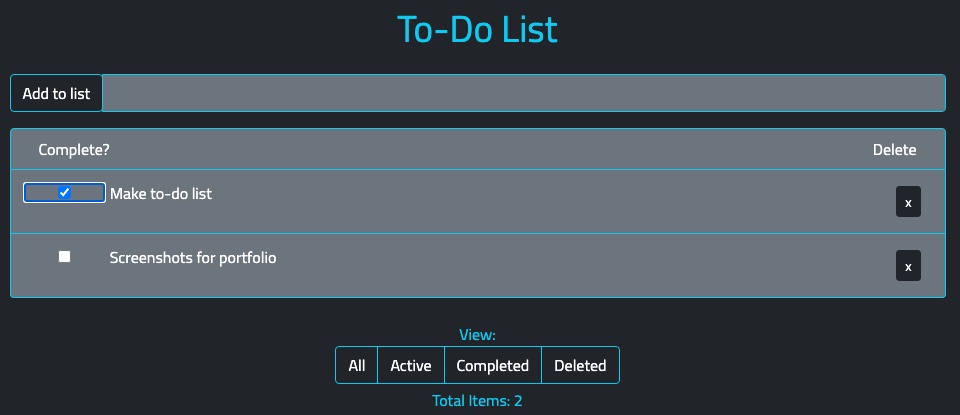 To-Do List
Add to list
Complete? Delete
Make to-do list x
Screenshots for portfolio x
View:
All Active Completed Deleted
Total Items: 2